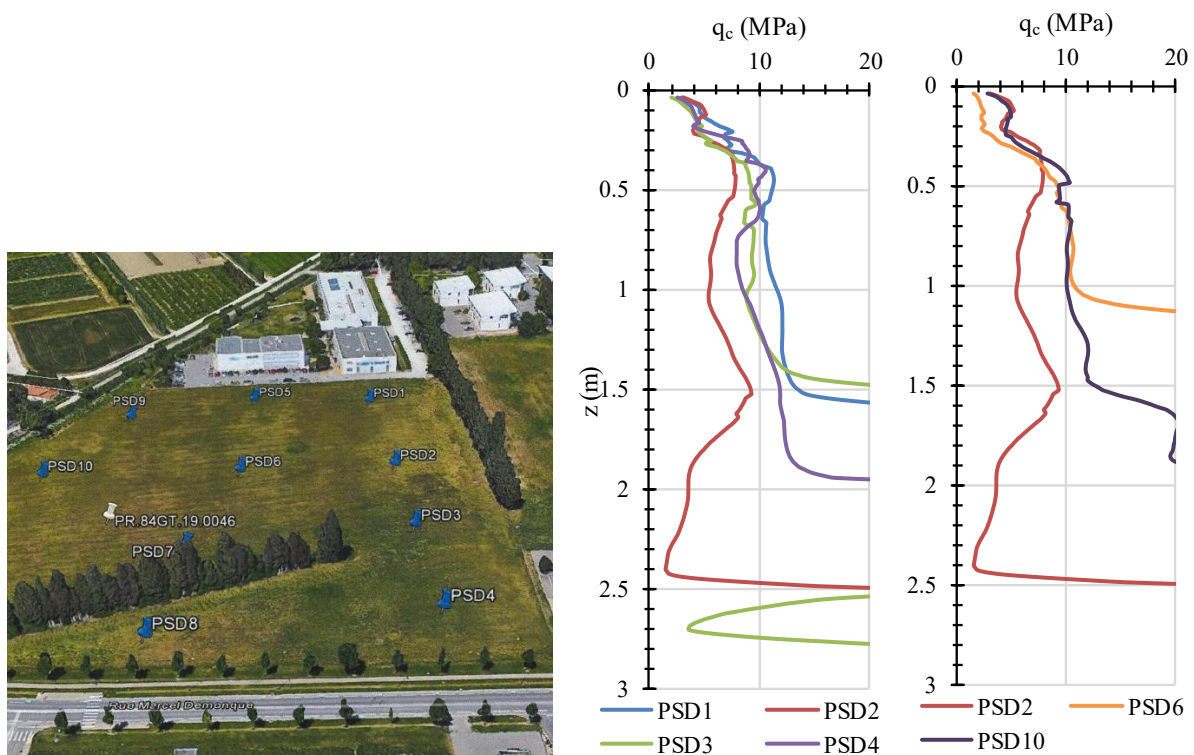 PSD9
PSD5
PSD1
PSD10
PSD6
PSD2
PR.84GT.19.0046
PSD3
PSD7
PSD4
PSD8
Rue Marcel Demonque
q_c (MPa)
0 10 20
0
0.5
1
1.5
2
2.5
3
z (m)
PSD1 PSD2
PSD3 PSD4
q_c (MPa)
0 10 20
0
0.5
1
1.5
2
2.5
3
PSD2 PSD6
PSD10